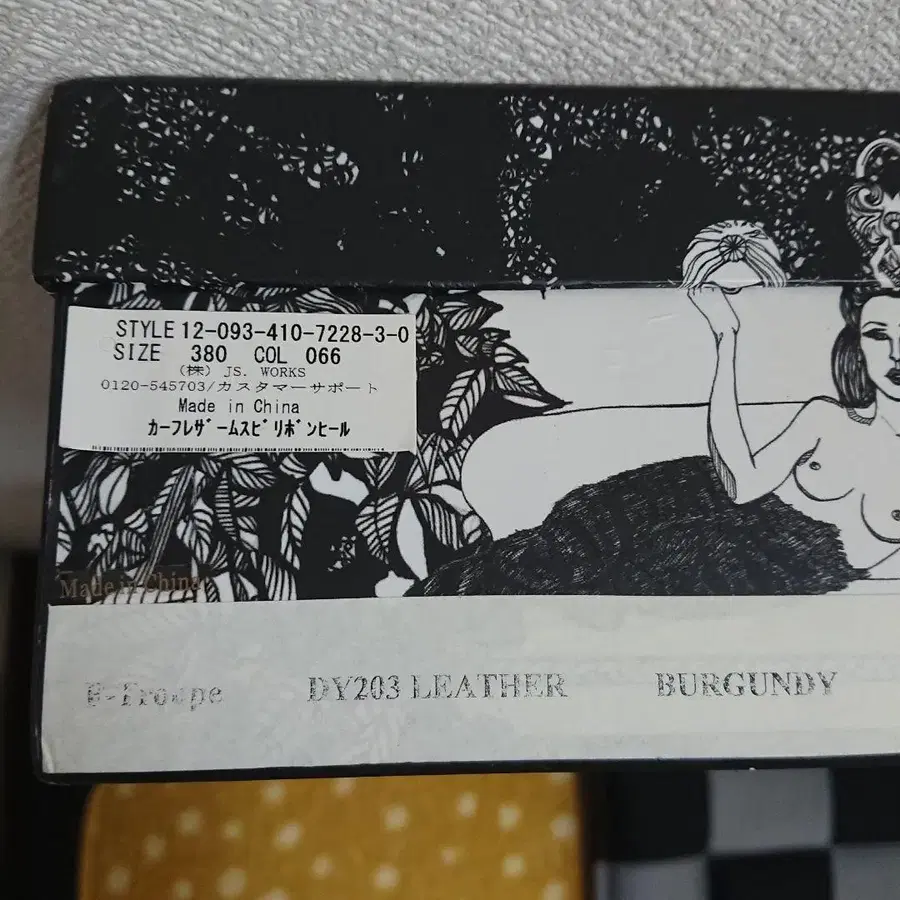 STYLE 12-093-410-7228-3-0
SIZE 380 COL 066
(株) JS. WORKS
0120-545703/カスタマーサポート
Made in China
カーフレザームスビリボンヒール
Made in China
DY203 LEATHER BURGUNDY